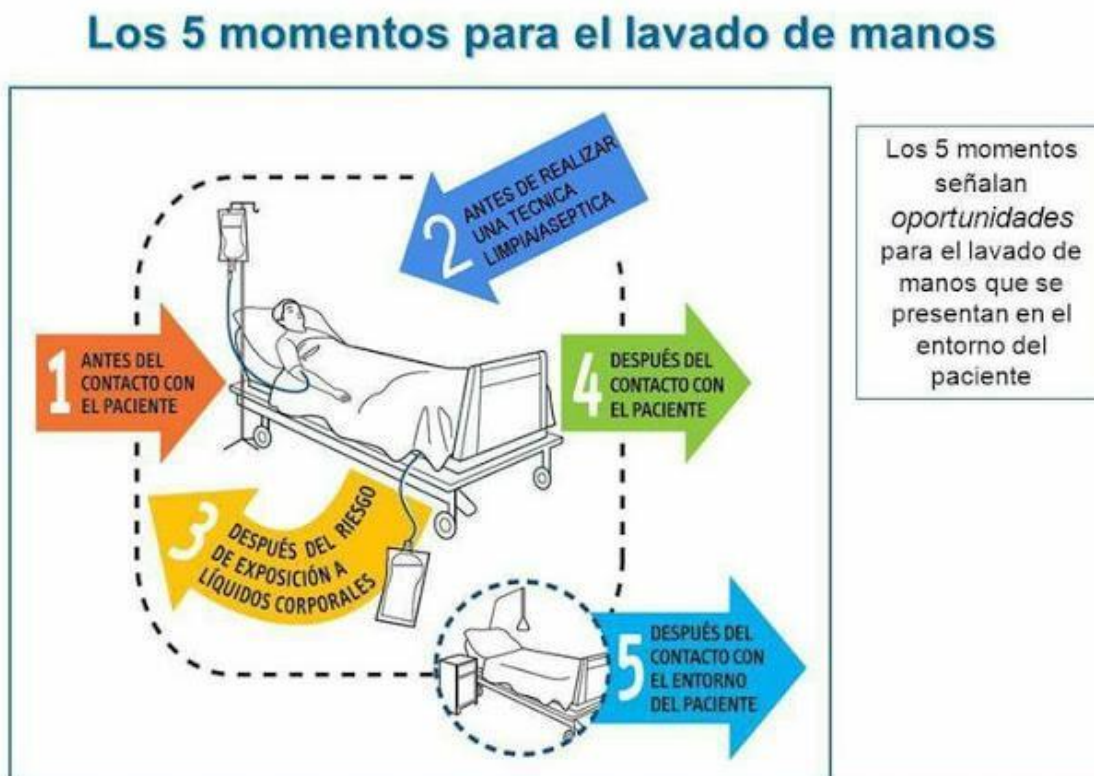 Los 5 momentos para el lavado de manos
1
ANTES DEL
CONTACTO CON
EL PACIENTE
2
ANTES DE REALIZAR
UNA TECNICA
LIMPIA/ASEPTICA
3
DESPUÉS DEL RIESGO
DE EXPOSICIÓN A
LÍQUIDOS CORPORALES
4
DESPUÉS DEL
CONTACTO CON
EL PACIENTE
5
DESPUÉS DEL
CONTACTO CON
EL ENTORNO
DEL PACIENTE
Los 5 momentos
señalan
oportunidades
para el lavado de
manos que se
presentan en el
entorno del
paciente